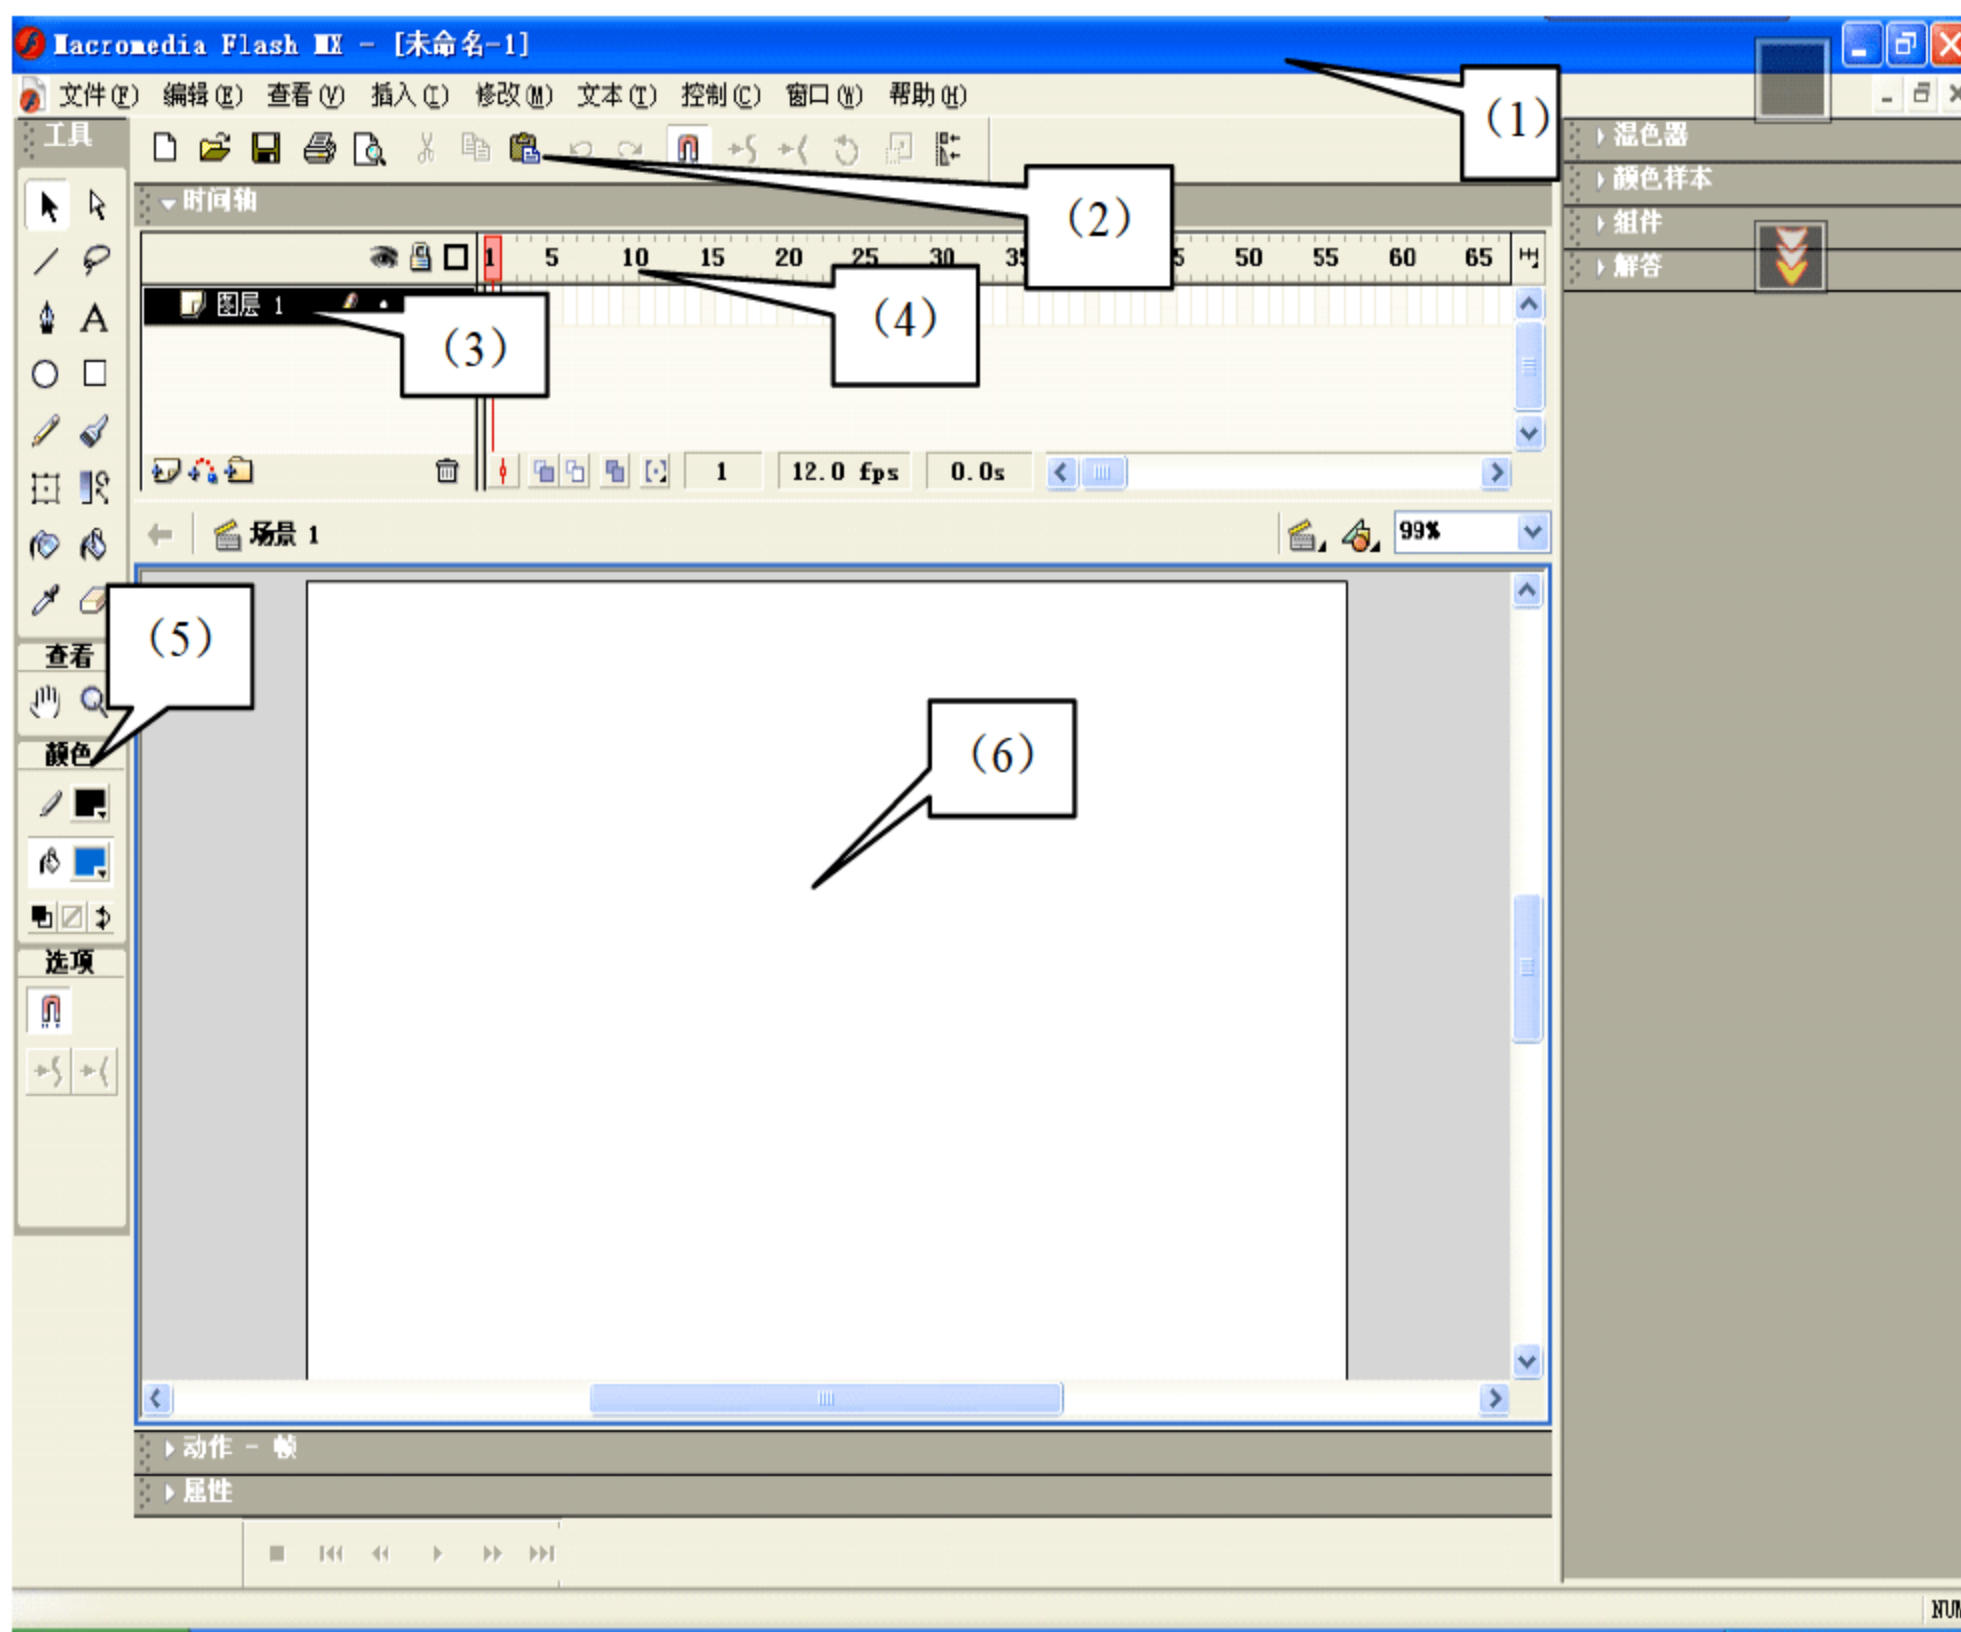 Macromedia Flash MX - [未命名-1]
文件(F) 编辑(E) 查看(V) 插入(I) 修改(M) 文本(T) 控制(C) 窗口(W) 帮助(H)
(1)
工具
混色器
颜色样本
组件
解答
时间轴
(2)
1 5 10 15 20 25 30 50 55 60 65
图层 1
(3)
(4)
1 12.0 fps 0.0s
场景 1
99%
(5)
查看
(6)
颜色
选项
动作 - 帧
属性